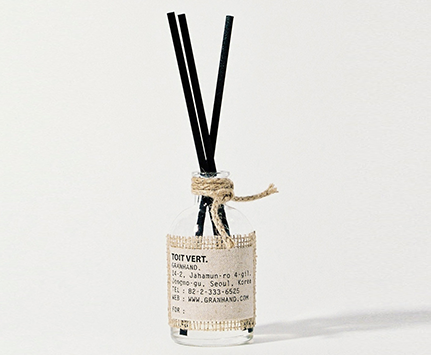 TOIT VERT.
GRANHAND.
14-2, Jahamun-ro 4-gil,
Jongno-gu, Seoul, Korea
TEL : 82-2-333-6525
WEB : WWW.GRANHAND.COM
FOR :